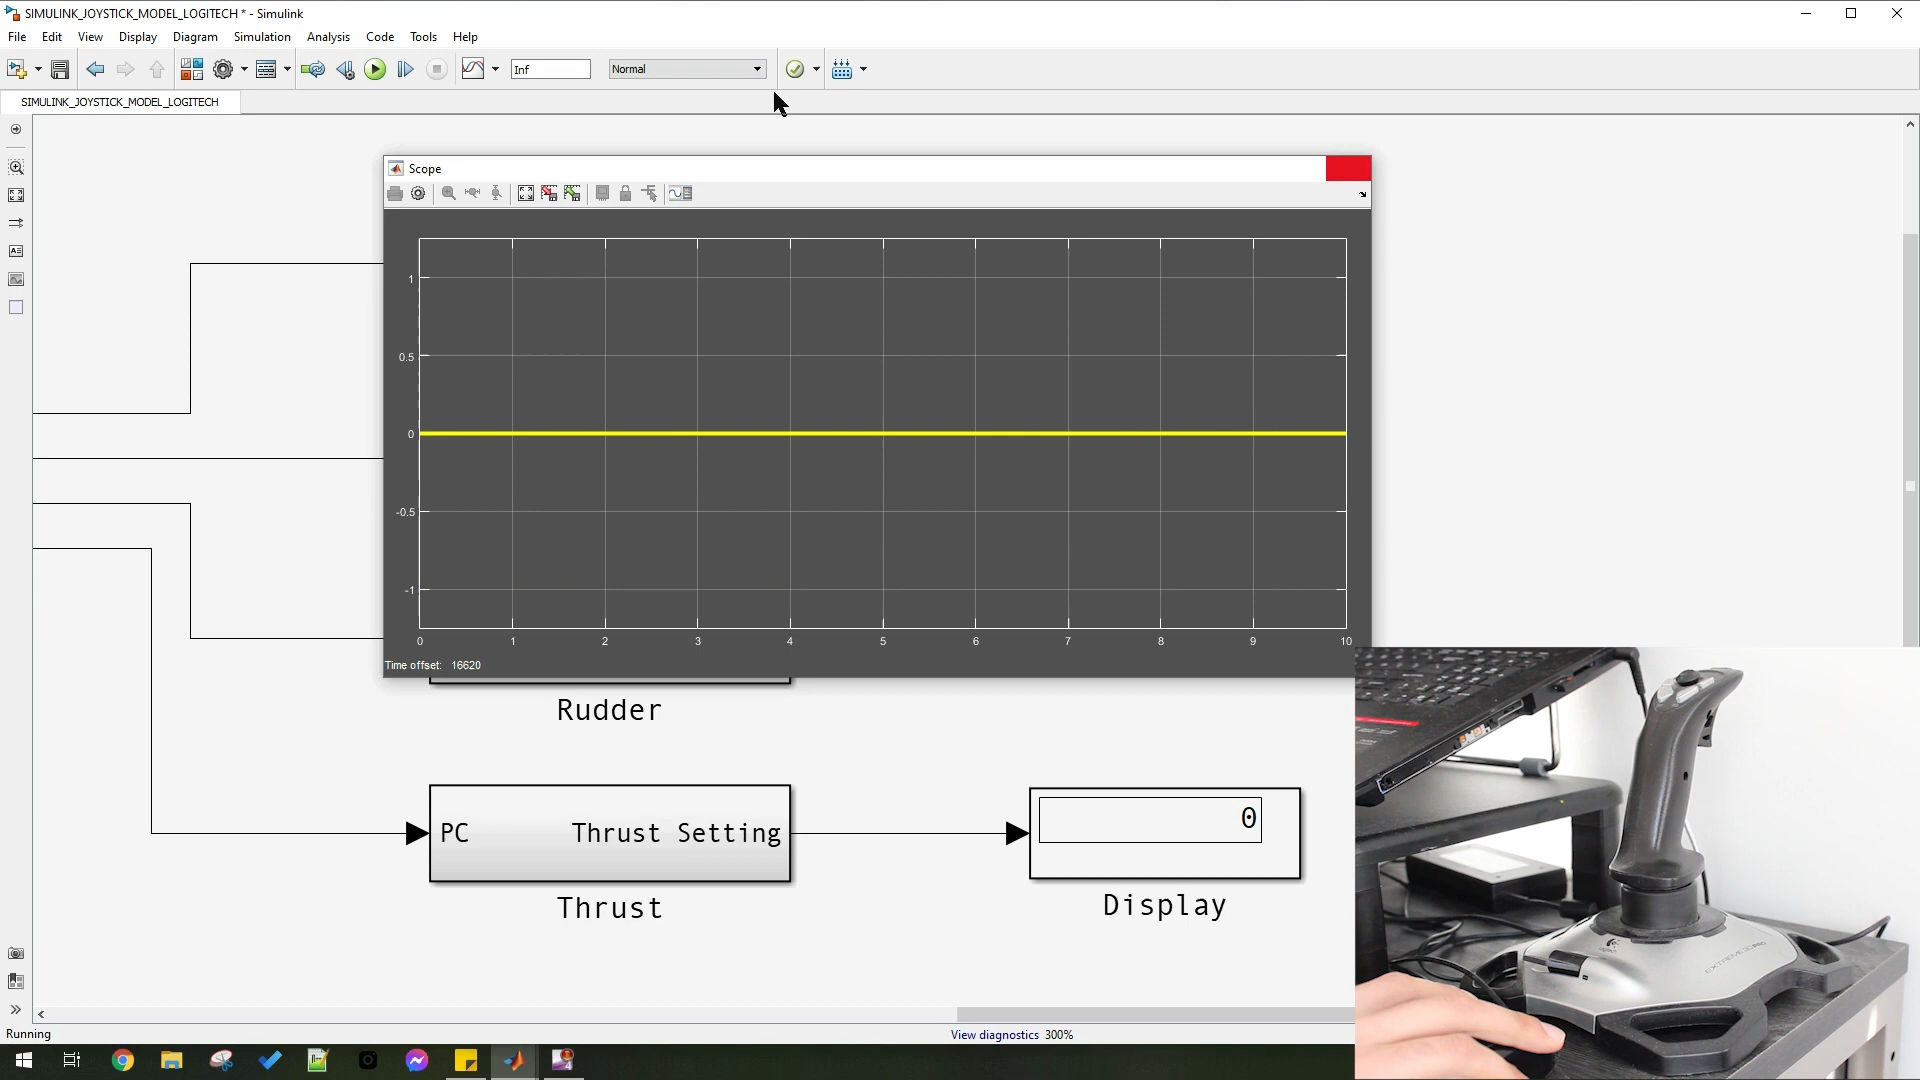 SIMULINK_JOYSTICK_MODEL_LOGITECH * - Simulink
File Edit View Display Diagram Simulation Analysis Code Tools Help
Inf Normal
SIMULINK_JOYSTICK_MODEL_LOGITECH
Scope
1
0.5
0
-0.5
-1
0 1 2 3 4 5 6 7 8 9 10
Time offset: 16620
Rudder
PC Thrust Setting
0
Thrust
Display
Running
View diagnostics 300%